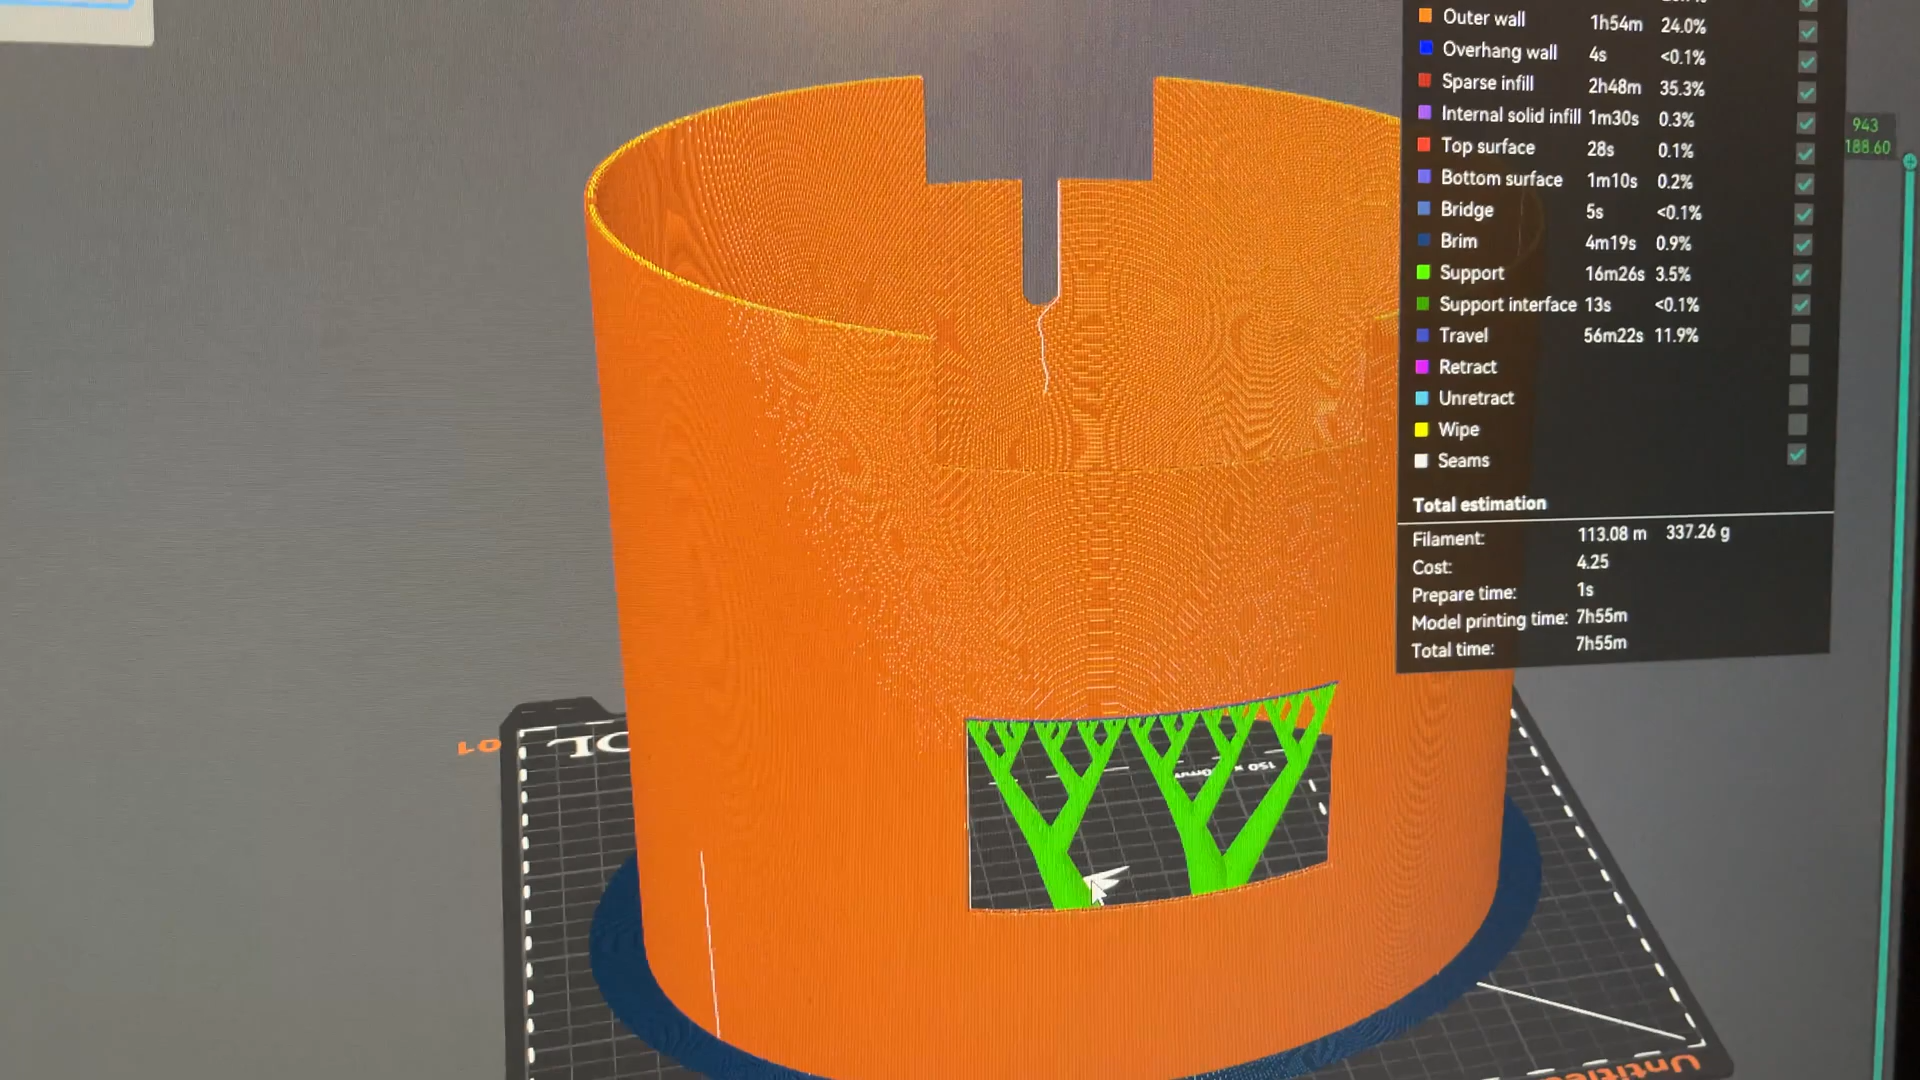 Outer wall 1h54m 24.0%
Overhang wall 4s <0.1%
Sparse infill 2h48m 35.3%
Internal solid infill 1m30s 0.3%
Top surface 28s 0.1%
Bottom surface 1m10s 0.2%
Bridge 5s <0.1%
Brim 4m19s 0.9%
Support 16m26s 3.5%
Support interface 13s <0.1%
Travel 56m22s 11.9%
Retract
Unretract
Wipe
Seams
Total estimation
Filament: 113.08 m 337.26 g
Cost: 4.25
Prepare time: 1s
Model printing time: 7h55m
Total time: 7h55m
943
188.60
01